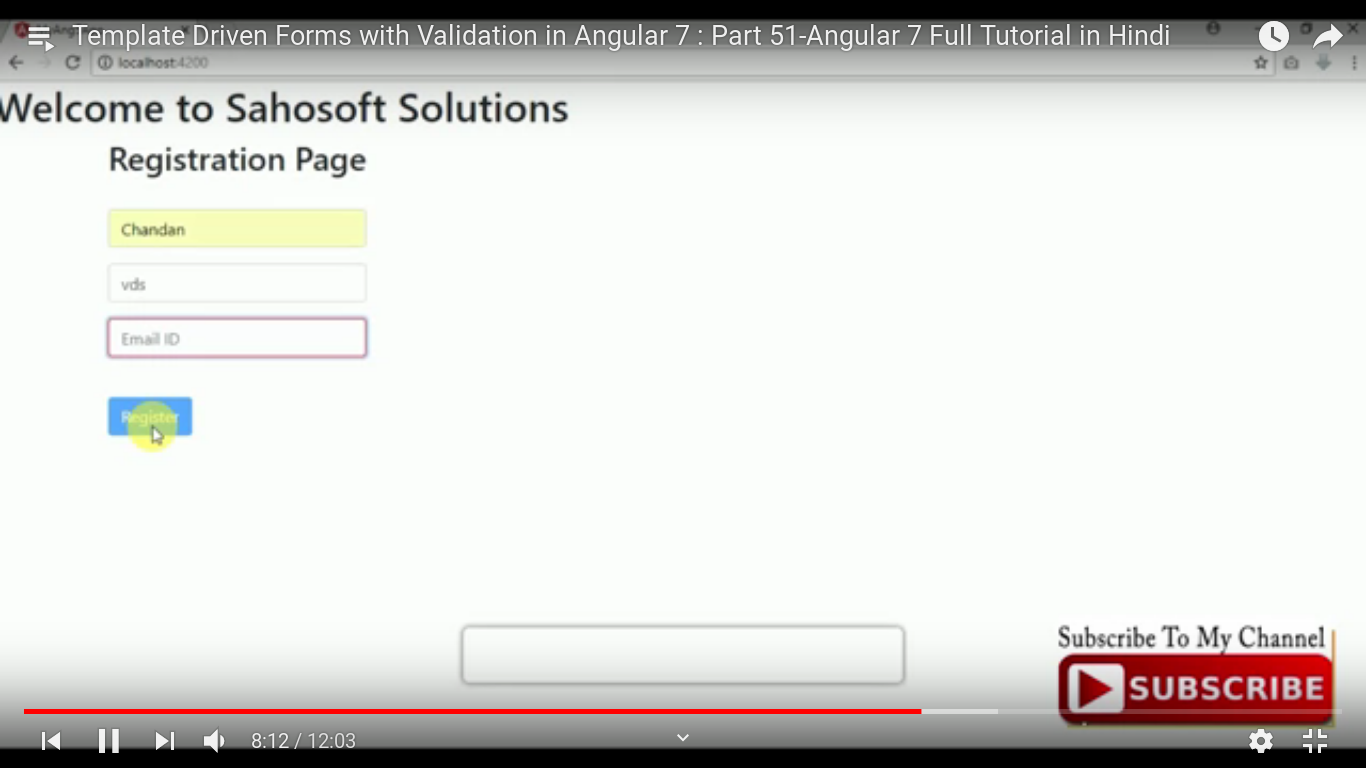 Template Driven Forms with Validation in Angular 7 : Part 51-Angular 7 Full Tutorial in Hindi
localhost:4200
Welcome to Sahosoft Solutions
Registration Page
Chandan
vds
Email ID
Register
Subscribe To My Channel
SUBSCRIBE
8:12 / 12:03